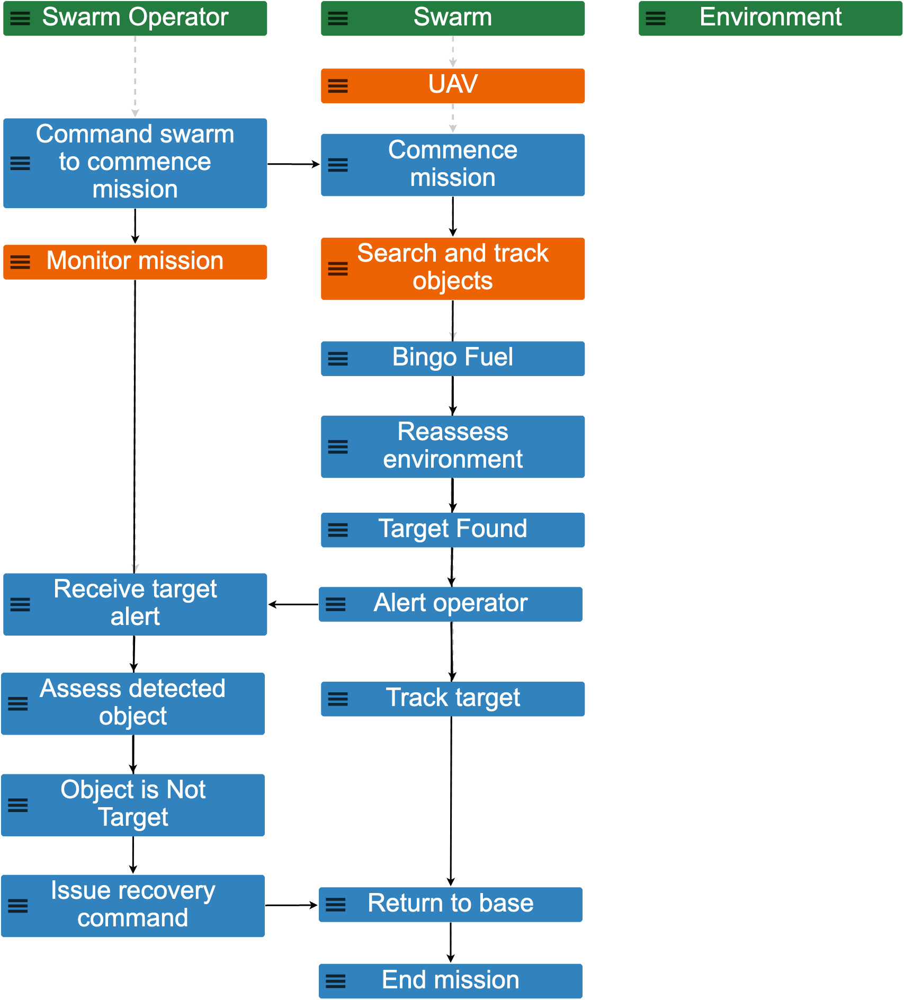 Swarm Operator
Swarm
Environment
UAV
Command swarm
to commence
mission
Commence
mission
Monitor mission
Search and track
objects
Bingo Fuel
Reassess
environment
Target Found
Receive target
alert
Alert operator
Assess detected
object
Track target
Object is Not
Target
Issue recovery
command
Return to base
End mission